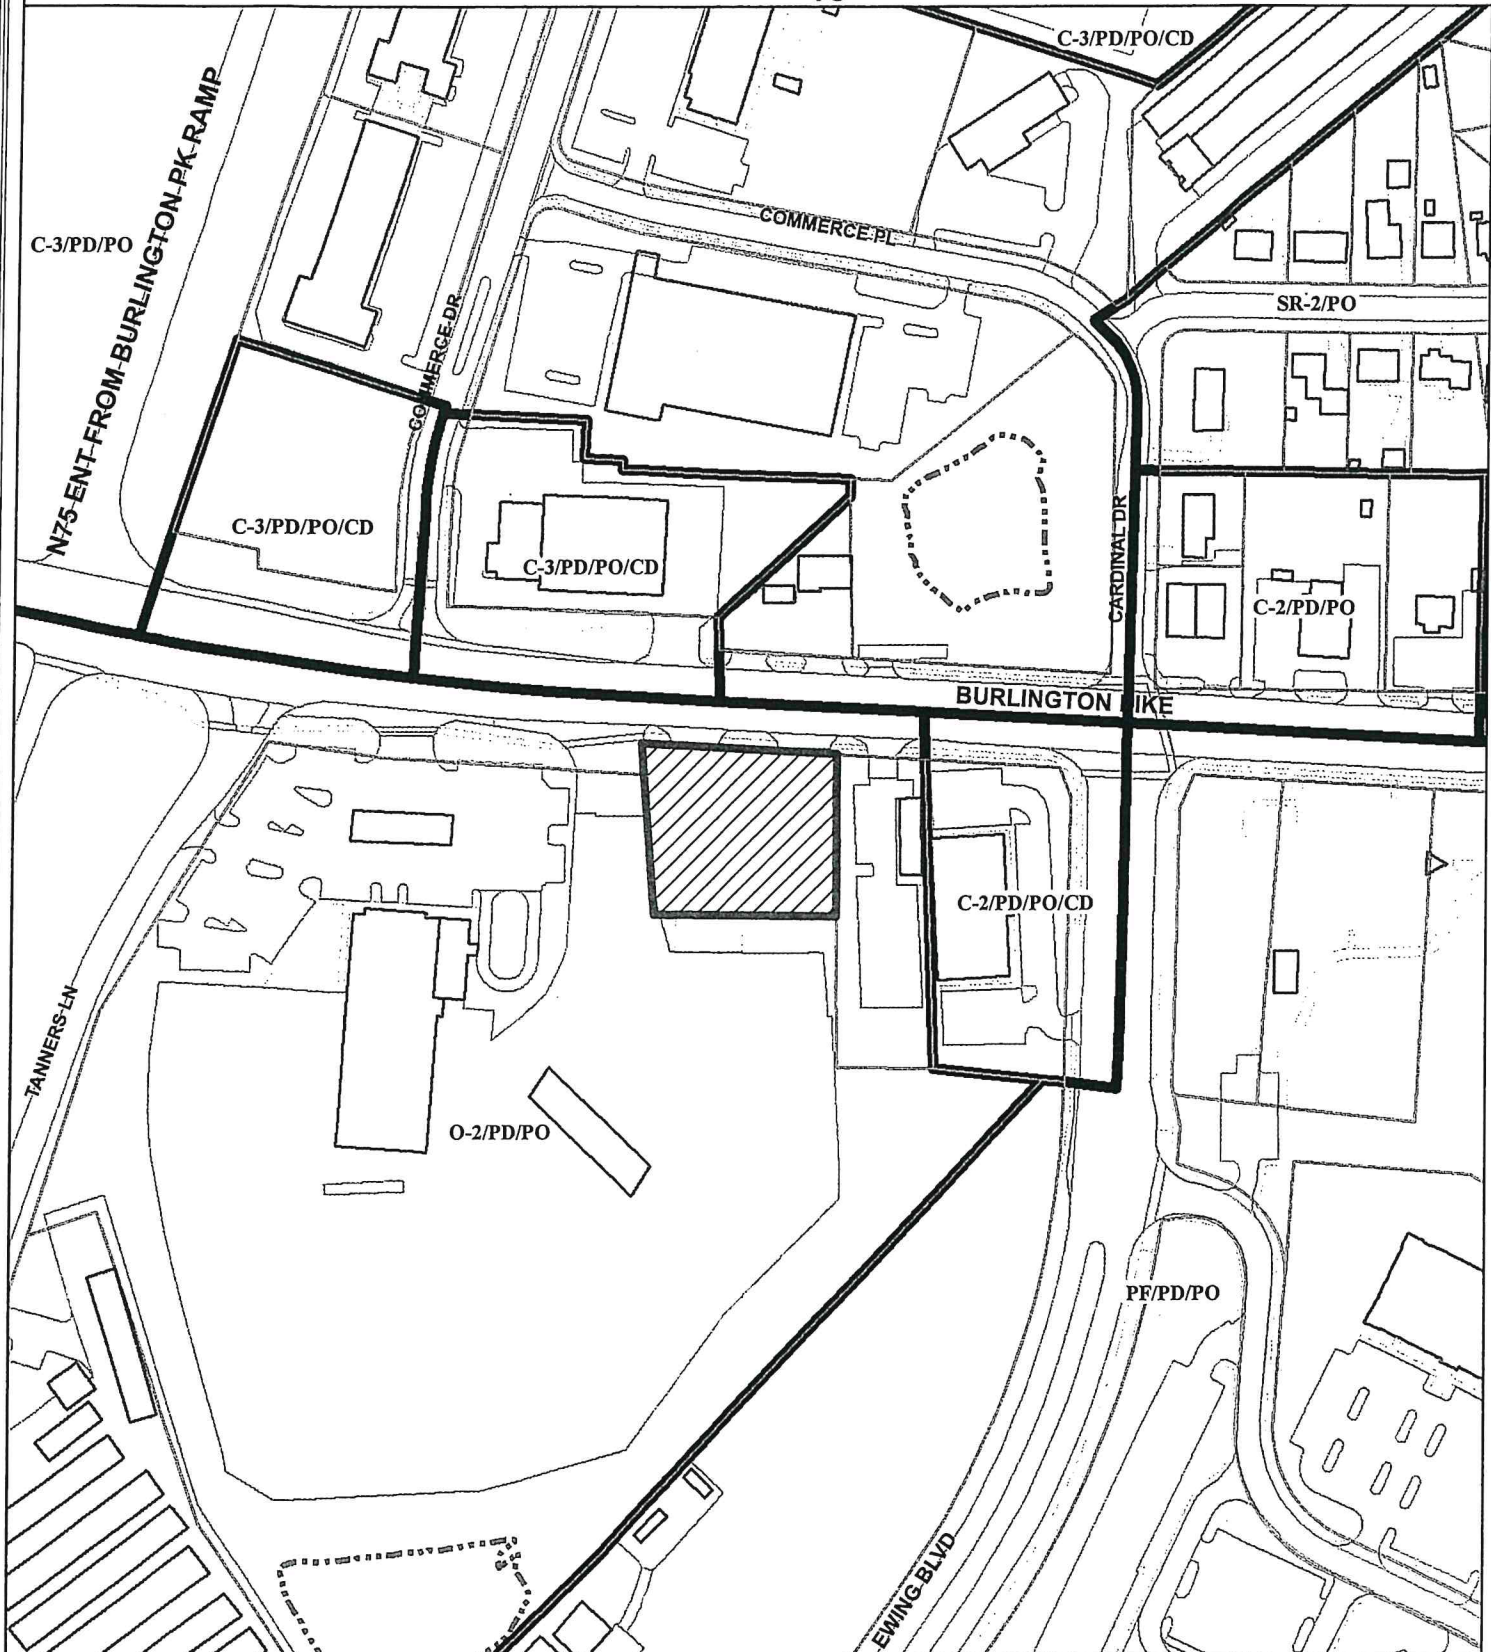 C-3/PD/PO/CD
N75 ENT FROM BURLINGTON PK RAMP
C-3/PD/PO
COMMERCE PL
SR-2/PO
COMMERCE DR
C-3/PD/PO/CD
C-3/PD/PO/CD
CARDINAL DR
C-2/PD/PO
BURLINGTON PIKE
C-2/PD/PO/CD
TANNERS LN
O-2/PD/PO
PF/PD/PO
EWING BLVD